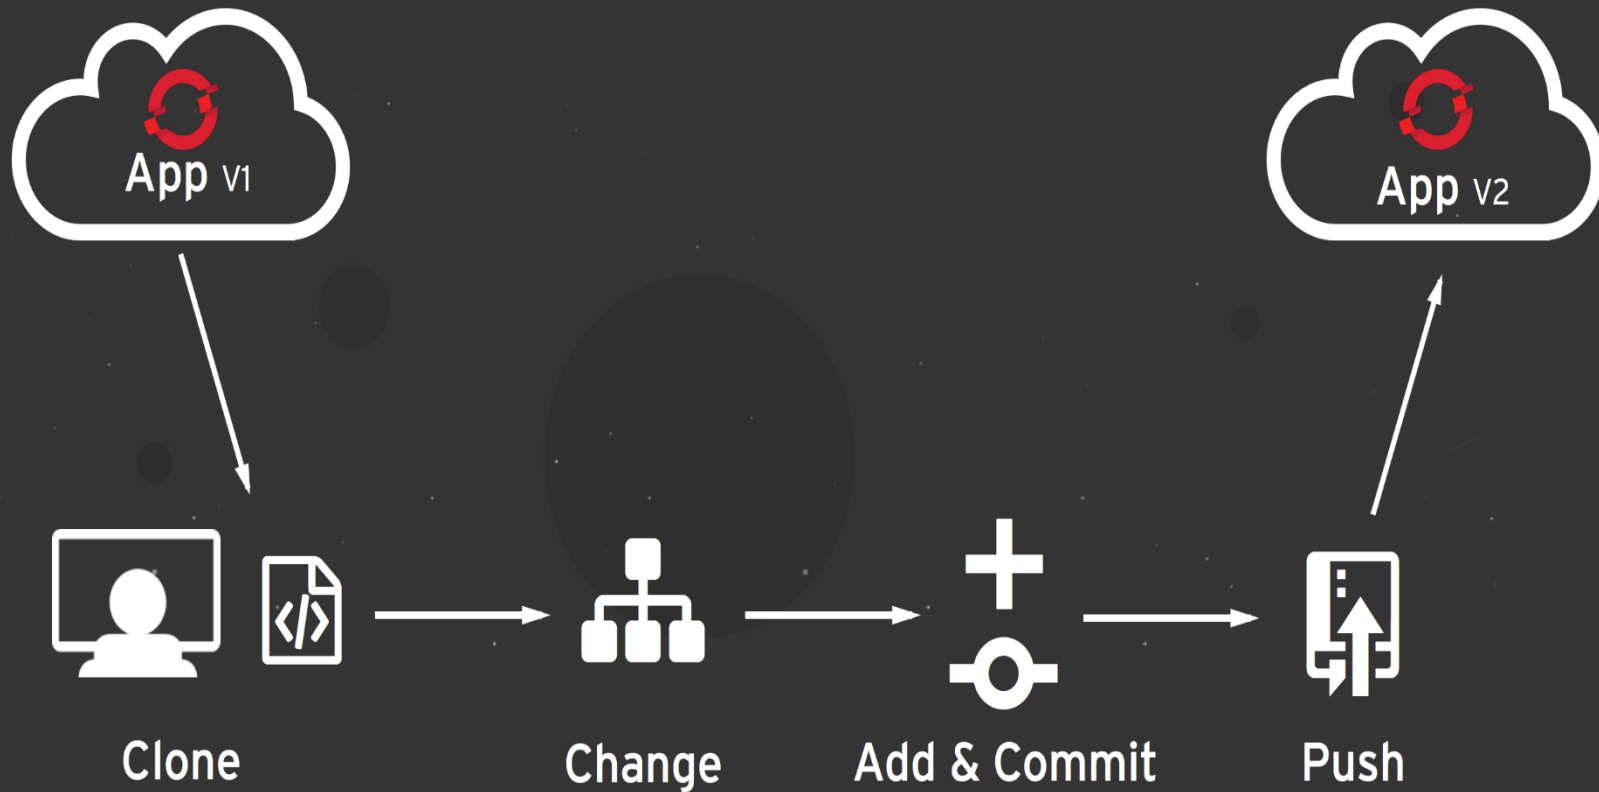 App V1
App V2
</>
Clone
Change
Add & Commit
Push